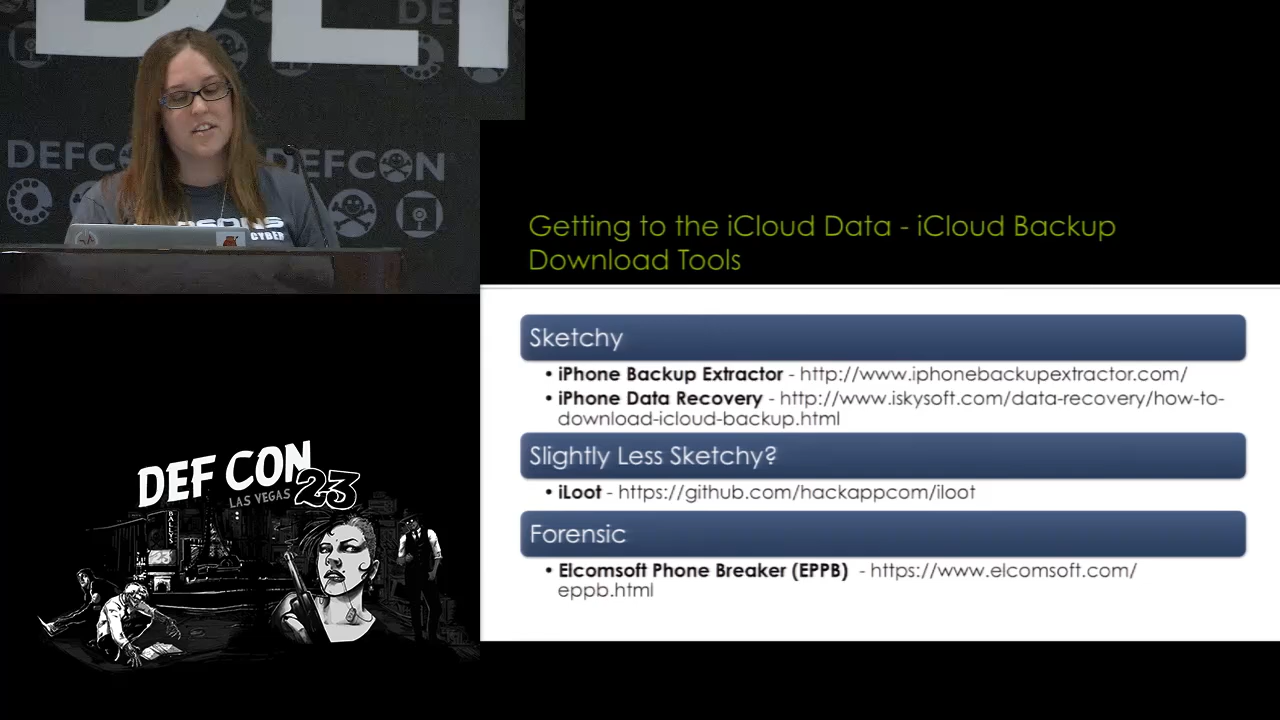 DE
DEFCON
DEFCON
CYBER
Getting to the iCloud Data - iCloud Backup
Download Tools
Sketchy
• iPhone Backup Extractor - http://www.iphonebackupextractor.com/
• iPhone Data Recovery - http://www.iskysoft.com/data-recovery/how-to-
download-icloud-backup.html
Slightly Less Sketchy?
• iLoot - https://github.com/hackappcom/iloot
Forensic
• Elcomsoft Phone Breaker (EPPB) - https://www.elcomsoft.com/
eppb.html
DEF CON
LAS VEGAS 23
BALLYS